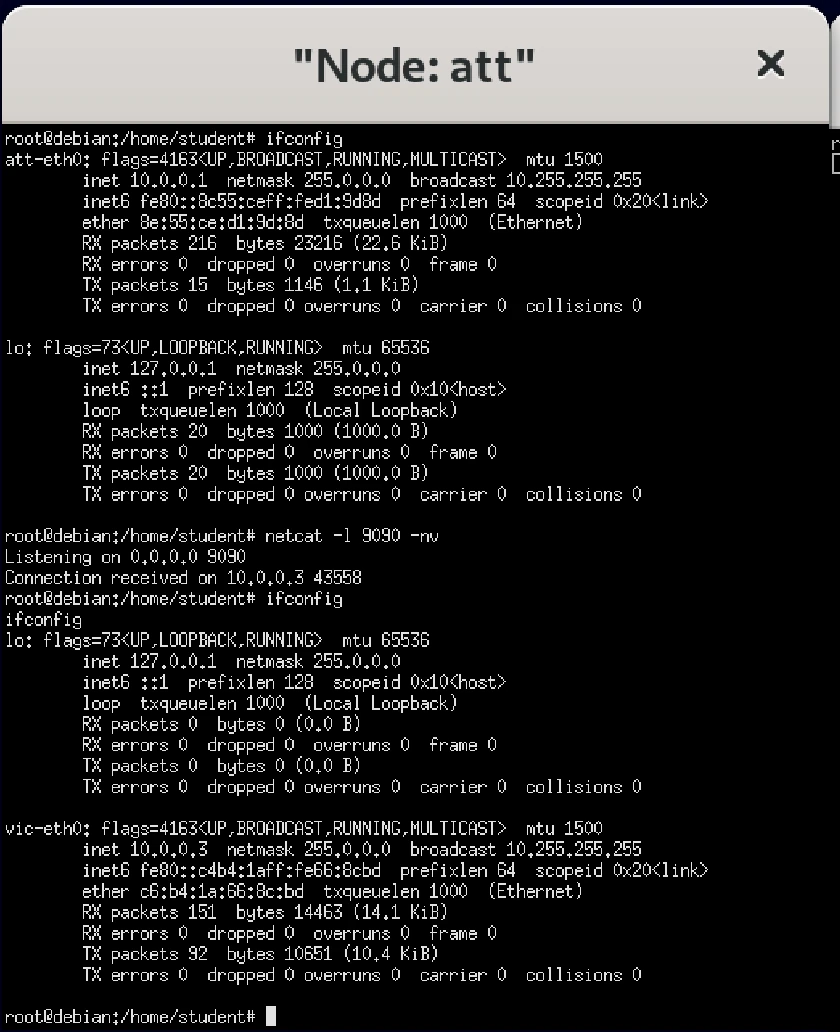 "Node: att"
root@debian:/home/student# ifconfig
att-eth0: flags=4163<UP,BROADCAST,RUNNING,MULTICAST>  mtu 1500
        inet 10.0.0.1  netmask 255.0.0.0  broadcast 10.255.255.255
        inet6 fe80::8c55:ceff:fed1:9d8d  prefixlen 64  scopeid 0x20<link>
        ether 8e:55:ce:d1:9d:8d  txqueuelen 1000  (Ethernet)
        RX packets 216  bytes 23216 (22.6 KiB)
        RX errors 0  dropped 0  overruns 0  frame 0
        TX packets 15  bytes 1146 (1.1 KiB)
        TX errors 0  dropped 0 overruns 0  carrier 0  collisions 0

lo: flags=73<UP,LOOPBACK,RUNNING>  mtu 65536
        inet 127.0.0.1  netmask 255.0.0.0
        inet6 ::1  prefixlen 128  scopeid 0x10<host>
        loop  txqueuelen 1000  (Local Loopback)
        RX packets 20  bytes 1000 (1000.0 B)
        RX errors 0  dropped 0  overruns 0  frame 0
        TX packets 20  bytes 1000 (1000.0 B)
        TX errors 0  dropped 0 overruns 0  carrier 0  collisions 0

root@debian:/home/student# netcat -l 9090 -nv
Listening on 0.0.0.0 9090
Connection received on 10.0.0.3 43558
root@debian:/home/student# ifconfig
ifconfig
lo: flags=73<UP,LOOPBACK,RUNNING>  mtu 65536
        inet 127.0.0.1  netmask 255.0.0.0
        inet6 ::1  prefixlen 128  scopeid 0x10<host>
        loop  txqueuelen 1000  (Local Loopback)
        RX packets 0  bytes 0 (0.0 B)
        RX errors 0  dropped 0  overruns 0  frame 0
        TX packets 0  bytes 0 (0.0 B)
        TX errors 0  dropped 0 overruns 0  carrier 0  collisions 0

vic-eth0: flags=4163<UP,BROADCAST,RUNNING,MULTICAST>  mtu 1500
        inet 10.0.0.3  netmask 255.0.0.0  broadcast 10.255.255.255
        inet6 fe80::c4b4:1aff:fe66:8cbd  prefixlen 64  scopeid 0x20<link>
        ether c6:b4:1a:66:8c:bd  txqueuelen 1000  (Ethernet)
        RX packets 151  bytes 14463 (14.1 KiB)
        RX errors 0  dropped 0  overruns 0  frame 0
        TX packets 92  bytes 10651 (10.4 KiB)
        TX errors 0  dropped 0 overruns 0  carrier 0  collisions 0

root@debian:/home/student#